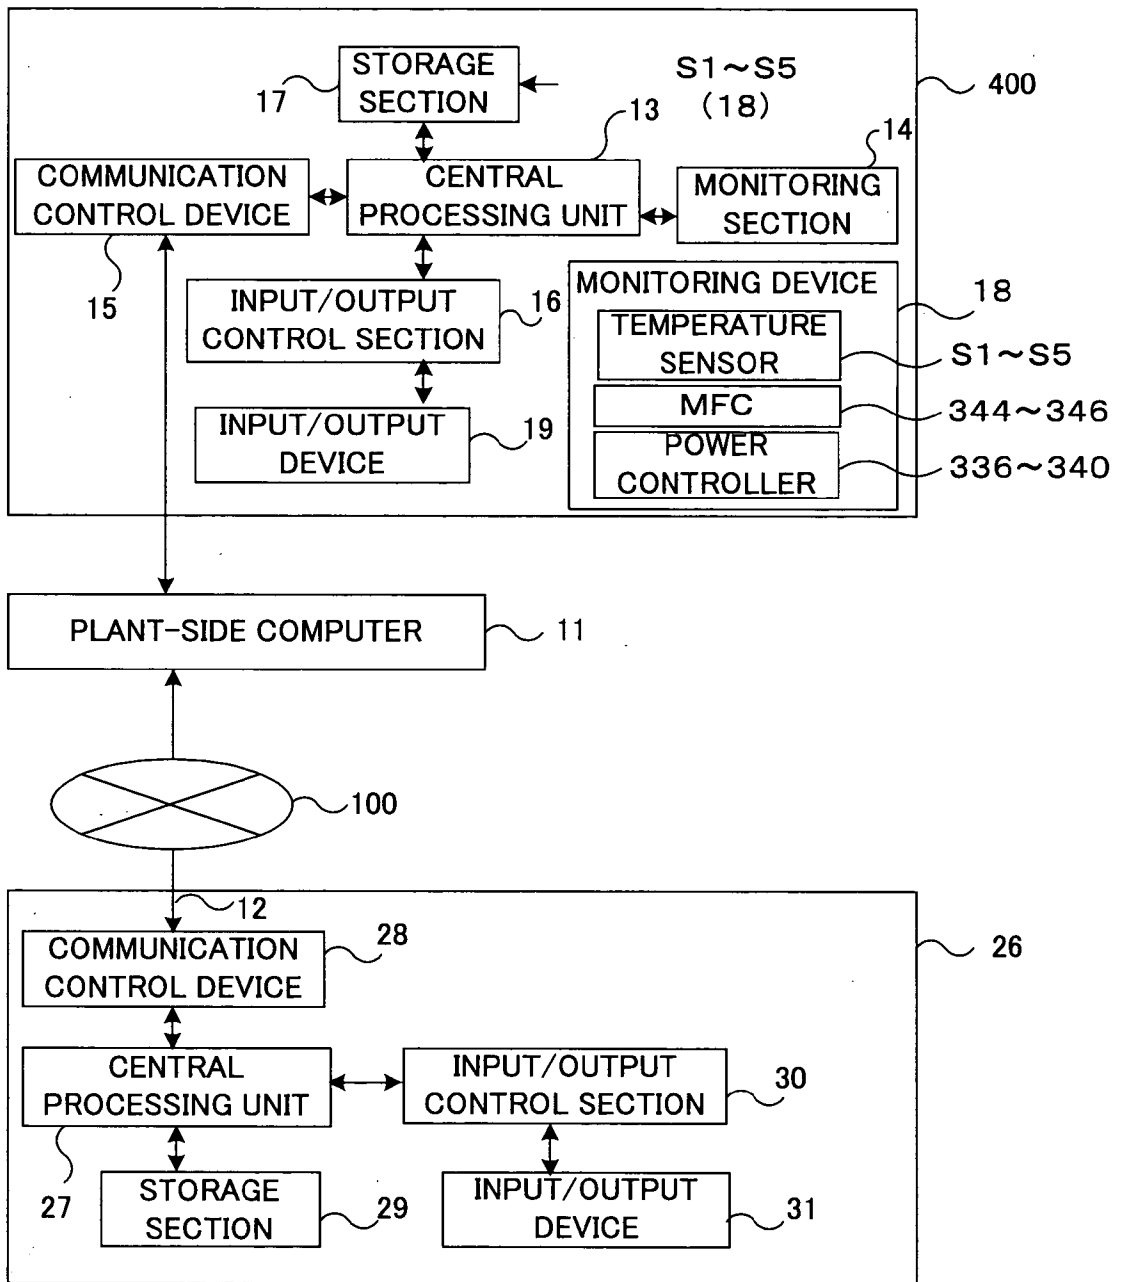 STORAGE
SECTION
17
S1～S5
(18)
400
13
14
COMMUNICATION
CONTROL DEVICE
15
CENTRAL
PROCESSING UNIT
MONITORING
SECTION
INPUT/OUTPUT
CONTROL SECTION
16
INPUT/OUTPUT
DEVICE
19
MONITORING DEVICE
18
TEMPERATURE
SENSOR
S1～S5
MFC
344～346
POWER
CONTROLLER
336～340
PLANT-SIDE COMPUTER
11
100
12
COMMUNICATION
CONTROL DEVICE
28
26
CENTRAL
PROCESSING UNIT
27
INPUT/OUTPUT
CONTROL SECTION
30
STORAGE
SECTION
29
INPUT/OUTPUT
DEVICE
31